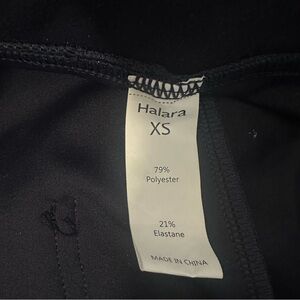 Halara
XS
79%
Polyester
21%
Elastane
MADE IN CHINA